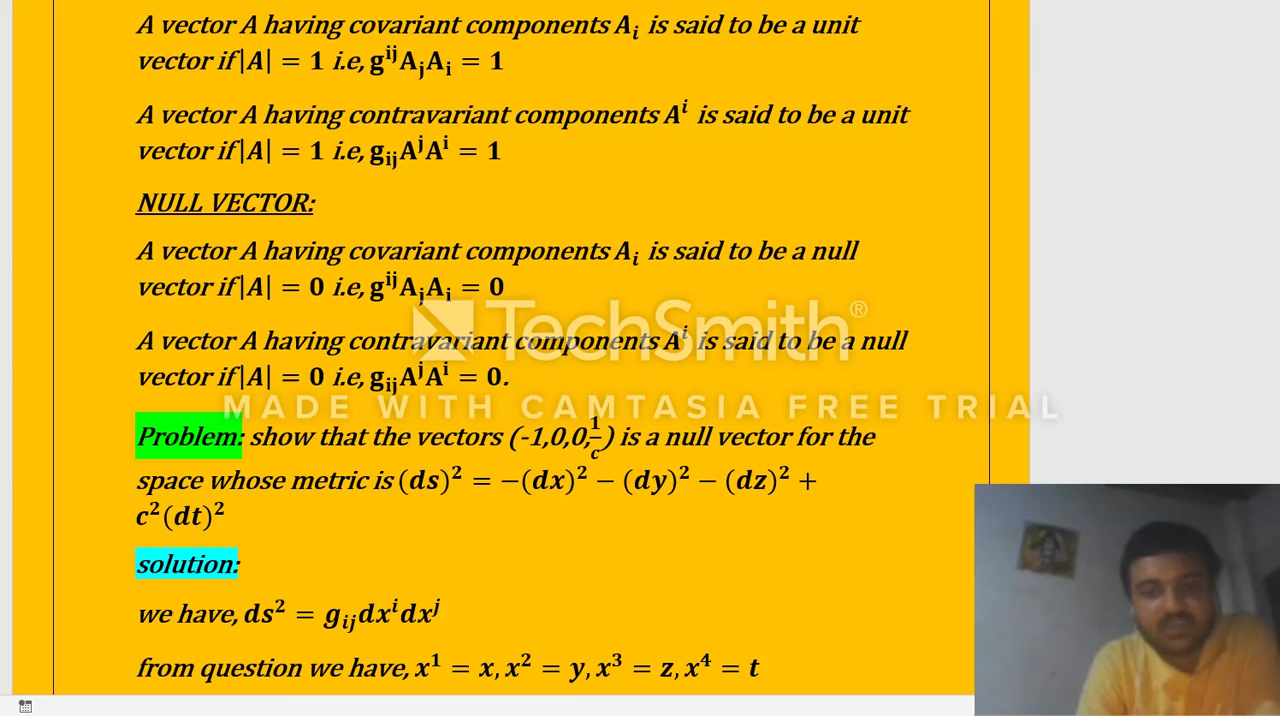 A vector A having covariant components Aᵢ is said to be a unit
vector if |A| = 1 i.e, gⁱʲAⱼAᵢ = 1
A vector A having contravariant components Aⁱ is said to be a unit
vector if |A| = 1 i.e, gᵢⱼAʲAⁱ = 1
NULL VECTOR:
A vector A having covariant components Aᵢ is said to be a null
vector if |A| = 0 i.e, gⁱʲAⱼAᵢ = 0
TechSmith®
A vector A having contravariant components Aⁱ is said to be a null
vector if |A| = 0 i.e, gᵢⱼAʲAⁱ = 0.
MADE WITH CAMTASIA FREE TRIAL
Problem: show that the vectors (-1,0,0,1/c) is a null vector for the
space whose metric is (ds)² = −(dx)² − (dy)² − (dz)² +
c²(dt)²
solution:
we have, ds² = gᵢⱼdxⁱdxʲ
from question we have, x¹ = x, x² = y, x³ = z, x⁴ = t